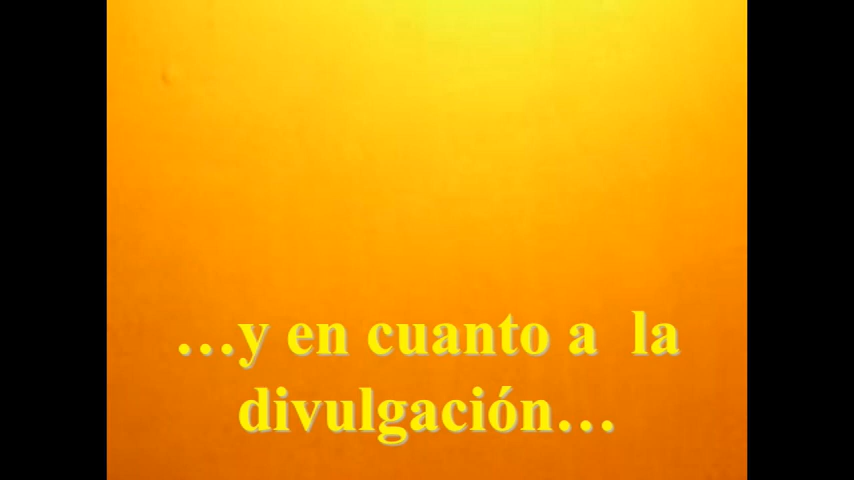 …y en cuanto a  la
divulgación…